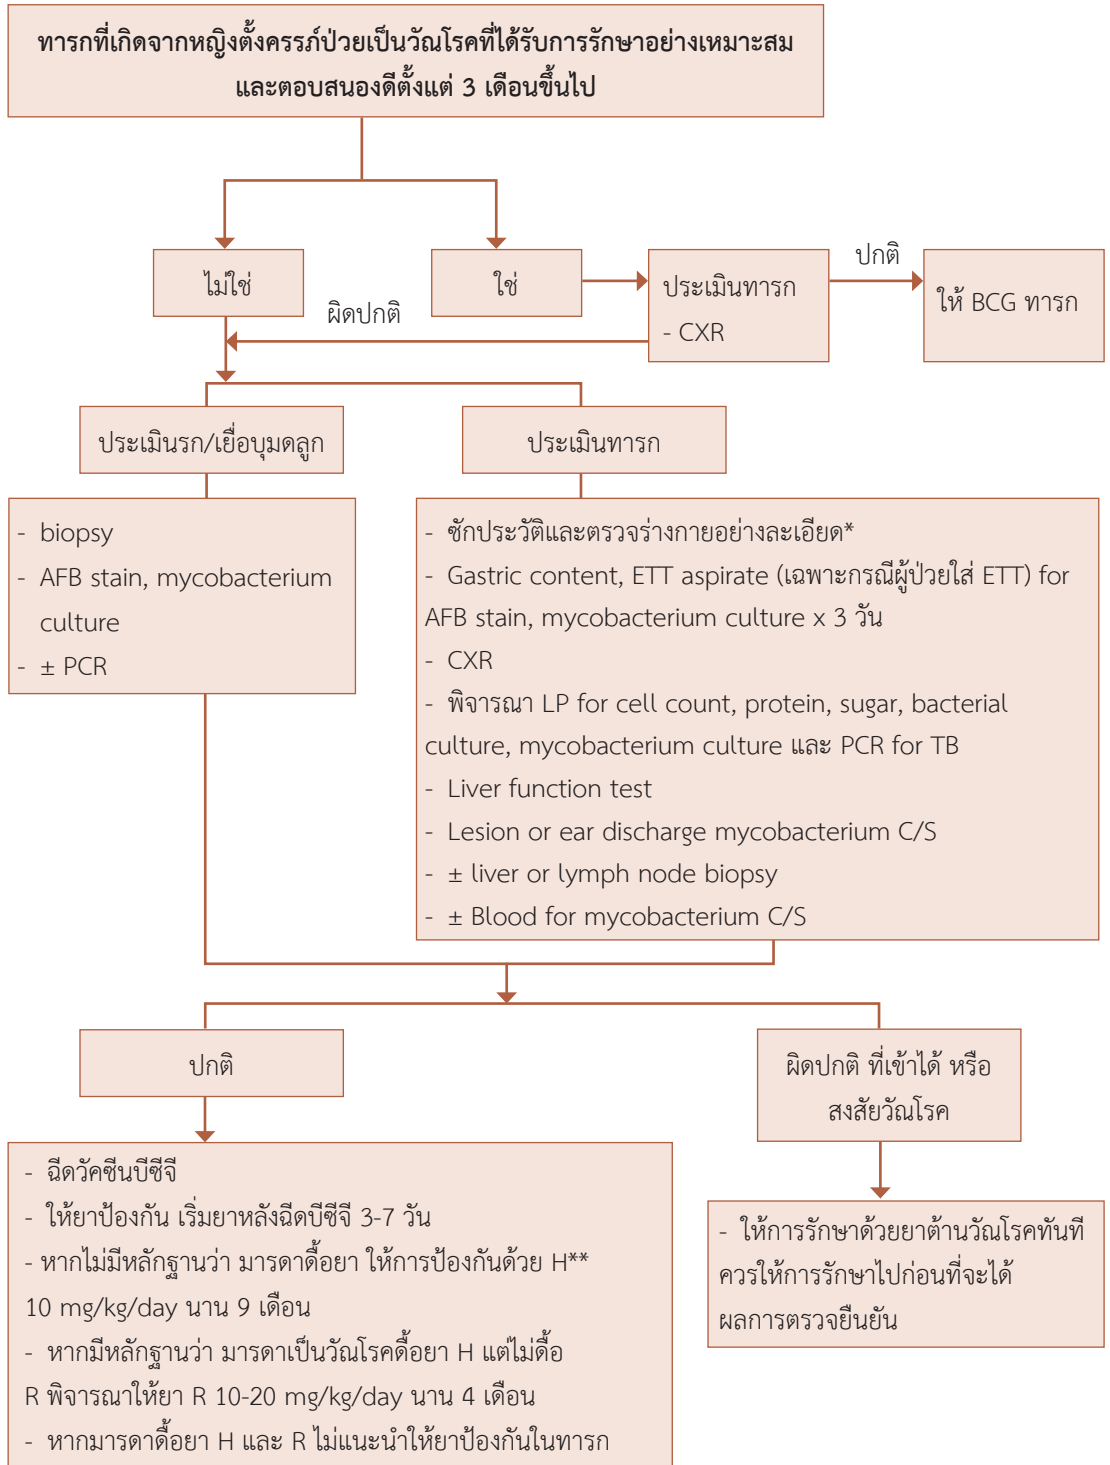 ทารกที่เกิดจากหญิงตั้งครรภ์ป่วยเป็นวัณโรคที่ได้รับการรักษาอย่างเหมาะสม
และตอบสนองดีตั้งแต่ 3 เดือนขึ้นไป
ไม่ใช่
ใช่
ประเมินทารก
- CXR
ปกติ
ให้ BCG ทารก
ผิดปกติ
ประเมินรก/เยื่อบุมดลูก
- biopsy
- AFB stain, mycobacterium
culture
- ± PCR
ประเมินทารก
- ซักประวัติและตรวจร่างกายอย่างละเอียด*
- Gastric content, ETT aspirate (เฉพาะกรณีผู้ป่วยใส่ ETT) for
AFB stain, mycobacterium culture x 3 วัน
- CXR
- พิจารณา LP for cell count, protein, sugar, bacterial
culture, mycobacterium culture และ PCR for TB
- Liver function test
- Lesion or ear discharge mycobacterium C/S
- ± liver or lymph node biopsy
- ± Blood for mycobacterium C/S
ปกติ
- ฉีดวัคซีนบีซีจี
- ให้ยาป้องกัน เริ่มยาหลังฉีดบีซีจี 3-7 วัน
- หากไม่มีหลักฐานว่า มารดาดื้อยา ให้การป้องกันด้วย H**
10 mg/kg/day นาน 9 เดือน
- หากมีหลักฐานว่า มารดาเป็นวัณโรคดื้อยา H แต่ไม่ดื้อ
R พิจารณาให้ยา R 10-20 mg/kg/day นาน 4 เดือน
- หากมารดาดื้อยา H และ R ไม่แนะนำให้ยาป้องกันในทารก
ผิดปกติ ที่เข้าได้ หรือ
สงสัยวัณโรค
- ให้การรักษาด้วยยาต้านวัณโรคทันที
ควรให้การรักษาไปก่อนที่จะได้
ผลการตรวจยืนยัน